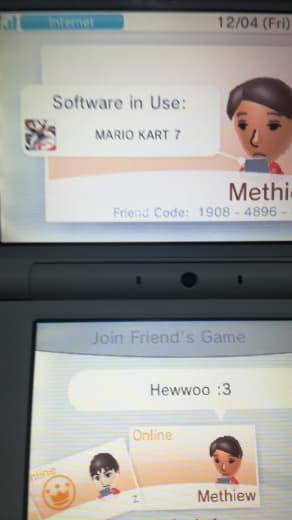 Internet
12/04 (Fri)
Software in Use:
MARIO KART 7
Methi
Friend Code: 1908 - 4896 -
Join Friend's Game
Hewwoo :3
Online
z
Methiew